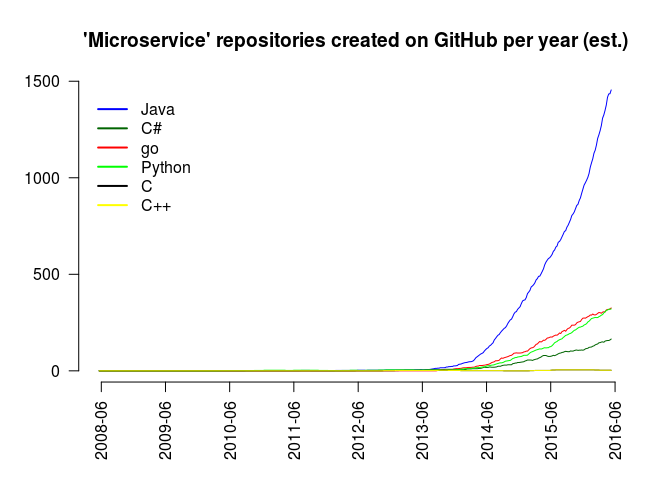 'Microservice' repositories created on GitHub per year (est.)
1500
1000
500
0
Java
C#
go
Python
C
C++
2008-06
2009-06
2010-06
2011-06
2012-06
2013-06
2014-06
2015-06
2016-06